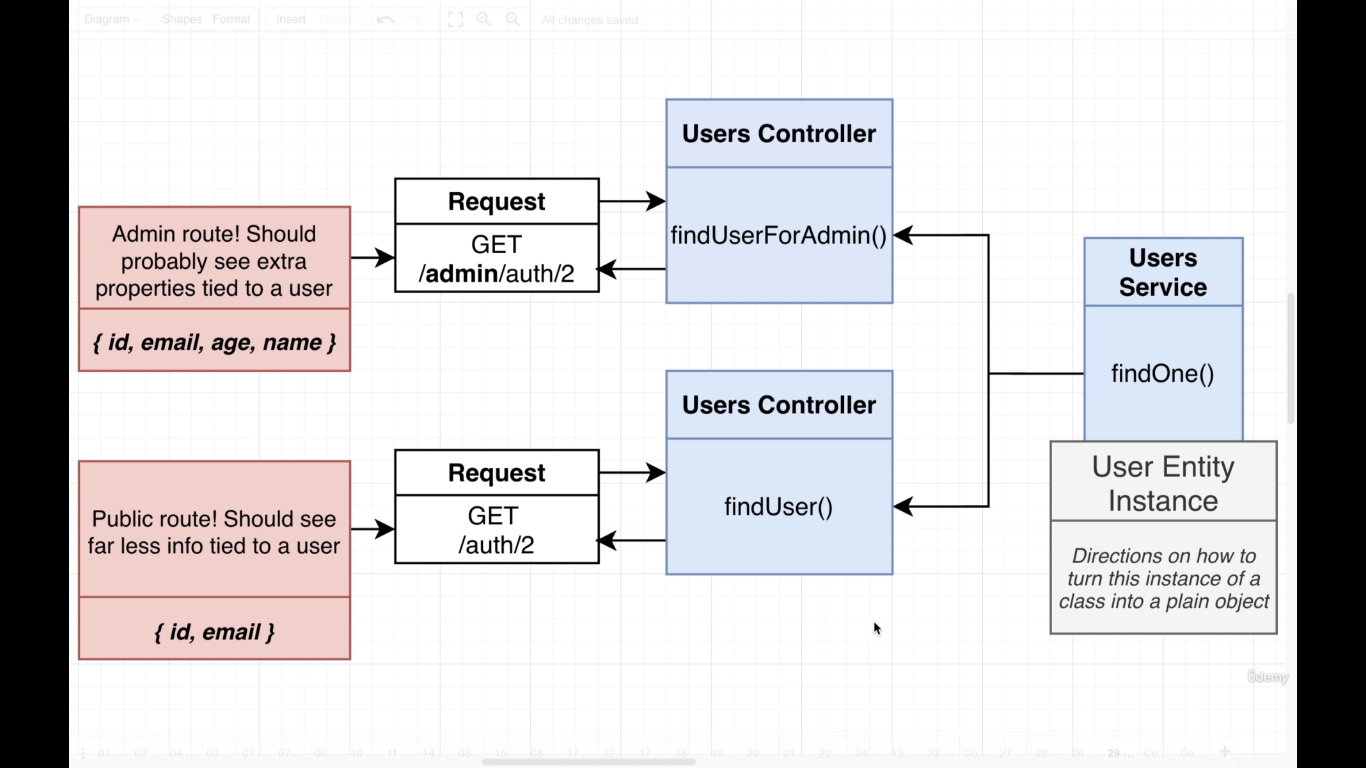 Diagram Shapes Format Insert Delete All changes saved
Users Controller
findUserForAdmin()
Request
GET
/admin/auth/2
Admin route! Should
probably see extra
properties tied to a user
{ id, email, age, name }
Users
Service
findOne()
Users Controller
findUser()
Request
GET
/auth/2
Public route! Should see
far less info tied to a user
{ id, email }
User Entity
Instance
Directions on how to
turn this instance of a
class into a plain object
ûdemy
29 ...